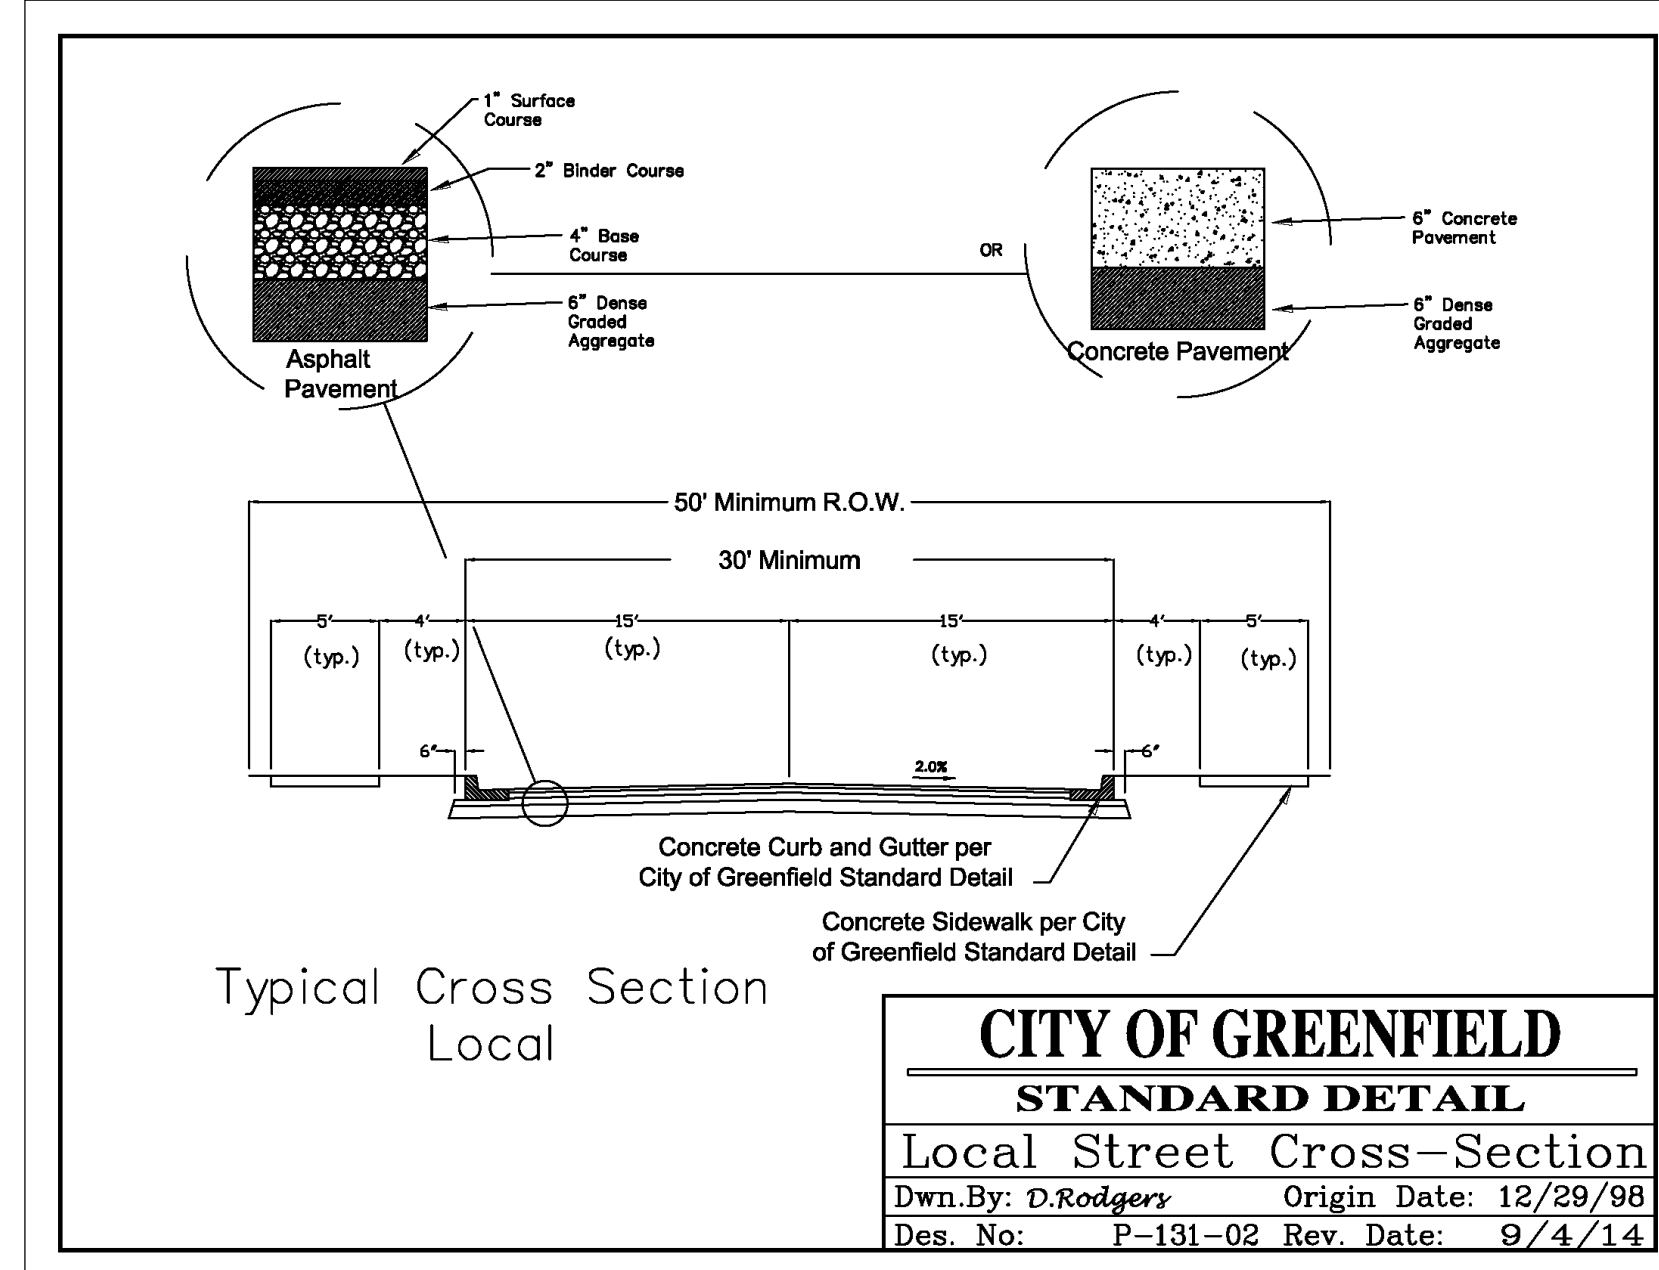 1" Surface
Course
2" Binder Course
4" Base
Course
6" Dense
Graded
Aggregate
Asphalt
Pavement
OR
6" Concrete
Pavement
6" Dense
Graded
Aggregate
Concrete Pavement
50' Minimum R.O.W.
30' Minimum
5' 4' 15' 15' 4' 5'
(typ.) (typ.) (typ.) (typ.) (typ.) (typ.)
6" 6"
2.0%
Concrete Curb and Gutter per
City of Greenfield Standard Detail
Concrete Sidewalk per City
of Greenfield Standard Detail
Typical Cross Section
Local
CITY OF GREENFIELD
STANDARD DETAIL
Local Street Cross-Section
Dwn.By: D.Rodgers Origin Date: 12/29/98
Des. No: P-131-02 Rev. Date: 9/4/14